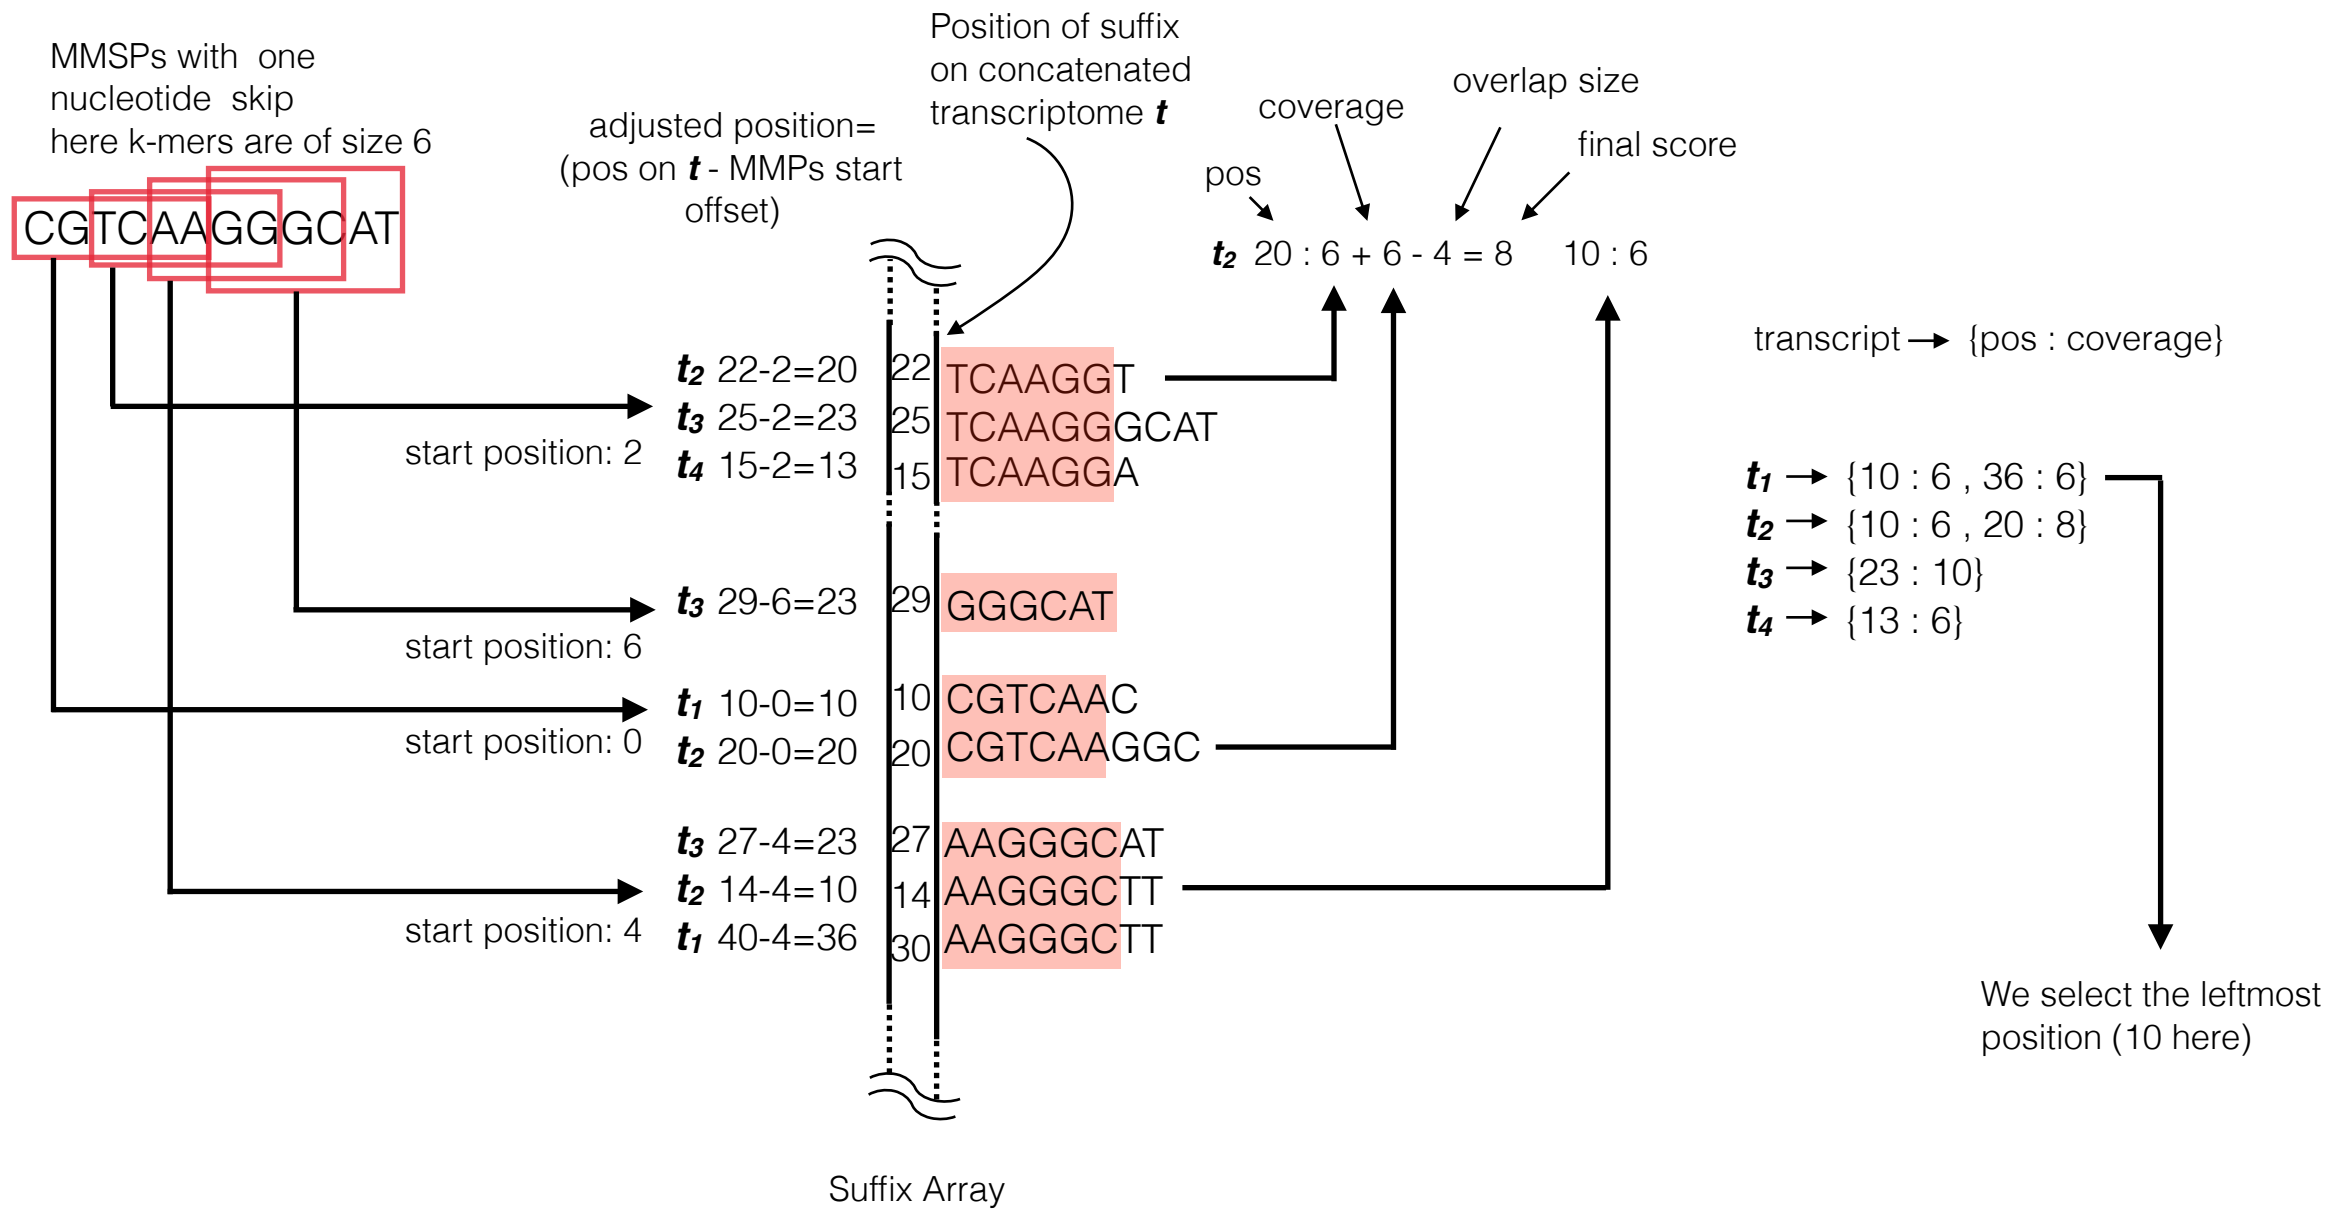 MMSPs with one
nucleotide skip
here k-mers are of size 6
CGTCAAGGGCAT
adjusted position=
(pos on t - MMPs start
offset)
Position of suffix
on concatenated
transcriptome t
pos
coverage
overlap size
final score
t2 20 : 6 + 6 - 4 = 8 10 : 6
transcript → {pos : coverage}
t2 22-2=20 22 TCAAGGT
t3 25-2=23 25 TCAAGGGCAT
t4 15-2=13 15 TCAAGGA
start position: 2
t3 29-6=23 29 GGGCAT
start position: 6
t1 10-0=10 10 CGTCAAC
t2 20-0=20 20 CGTCAAGGC
start position: 0
t3 27-4=23 27 AAGGGCAT
t2 14-4=10 14 AAGGGCTT
t1 40-4=36 30 AAGGGCTT
start position: 4
t1 → {10 : 6 , 36 : 6}
t2 → {10 : 6 , 20 : 8}
t3 → {23 : 10}
t4 → {13 : 6}
We select the leftmost
position (10 here)
Suffix Array